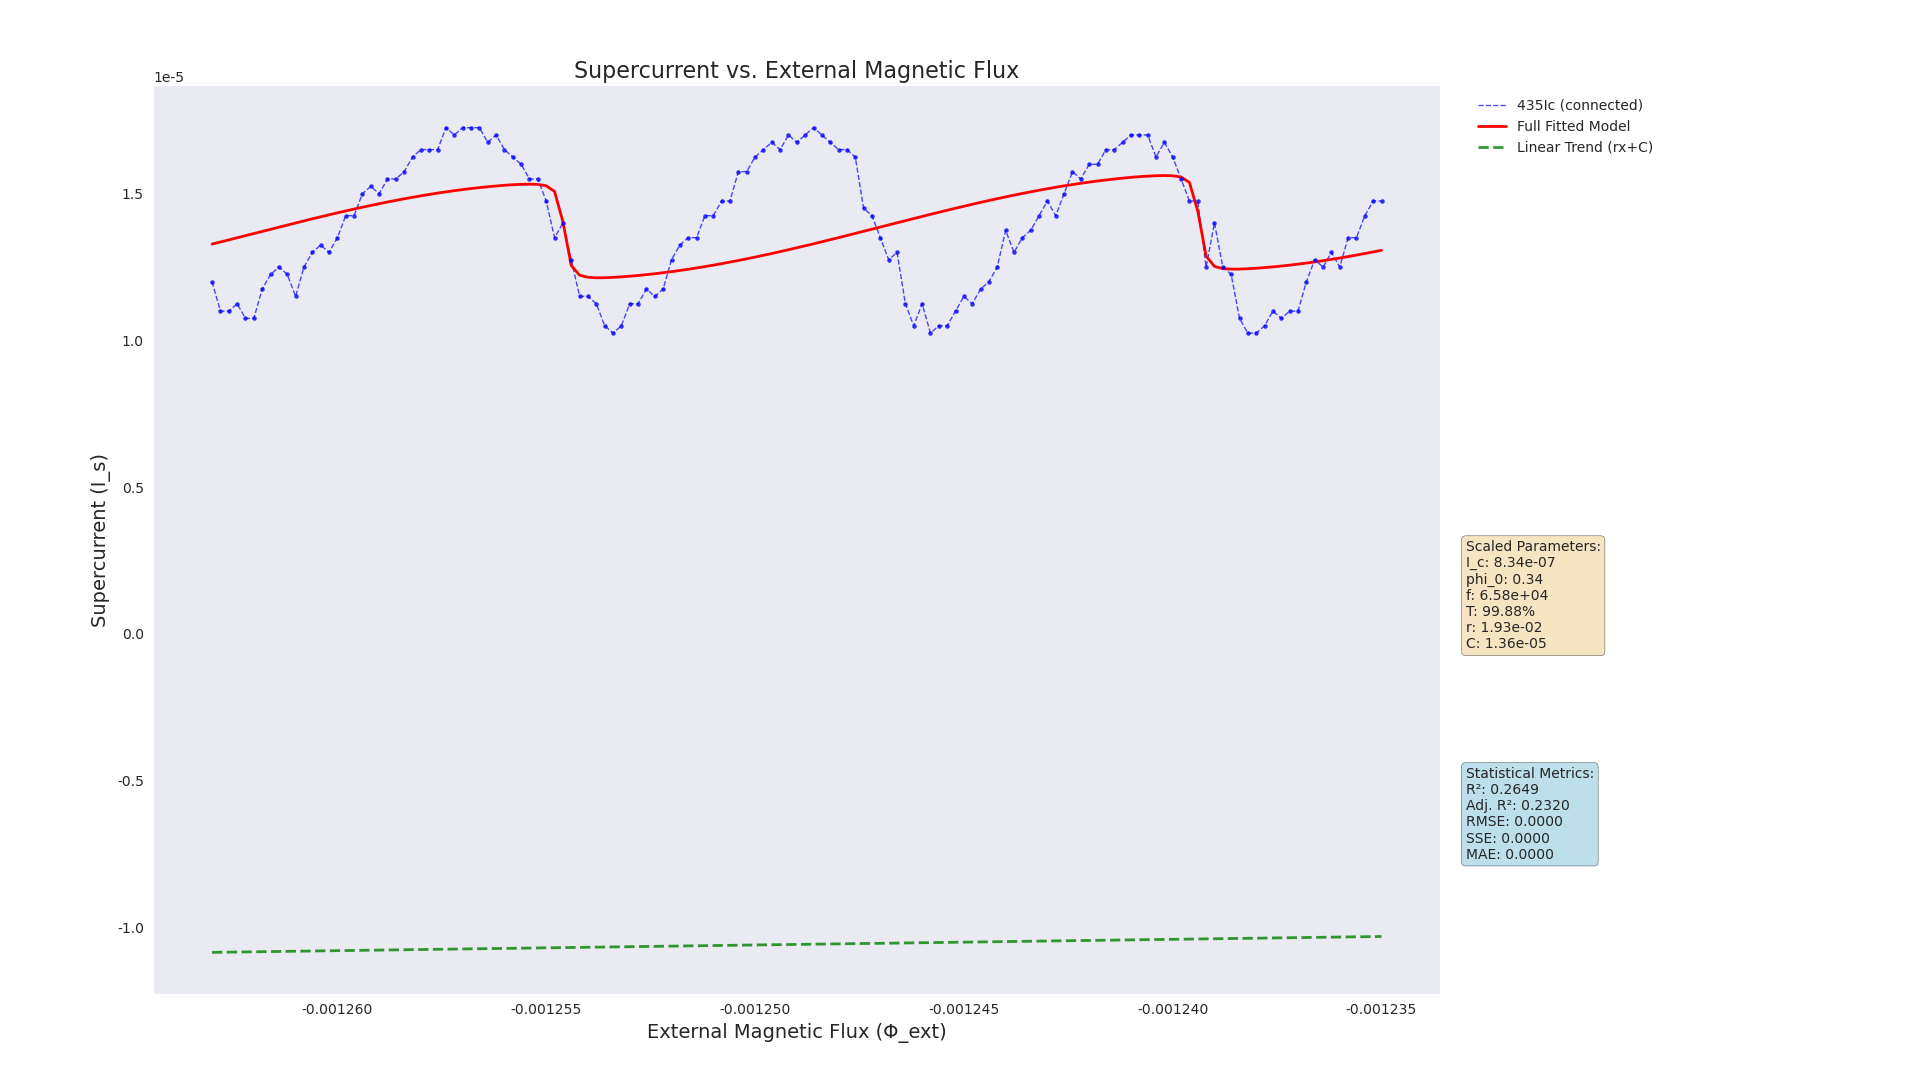 Supercurrent vs. External Magnetic Flux
1e-5
1.5
1.0
0.5
0.0
-0.5
-1.0
Supercurrent (I_s)
-0.001260
-0.001255
-0.001250
-0.001245
-0.001240
-0.001235
External Magnetic Flux (Φ_ext)
435Ic (connected)
Full Fitted Model
Linear Trend (rx+C)
Scaled Parameters:
I_c: 8.34e-07
phi_0: 0.34
f: 6.58e+04
T: 99.88%
r: 1.93e-02
C: 1.36e-05
Statistical Metrics:
R²: 0.2649
Adj. R²: 0.2320
RMSE: 0.0000
SSE: 0.0000
MAE: 0.0000